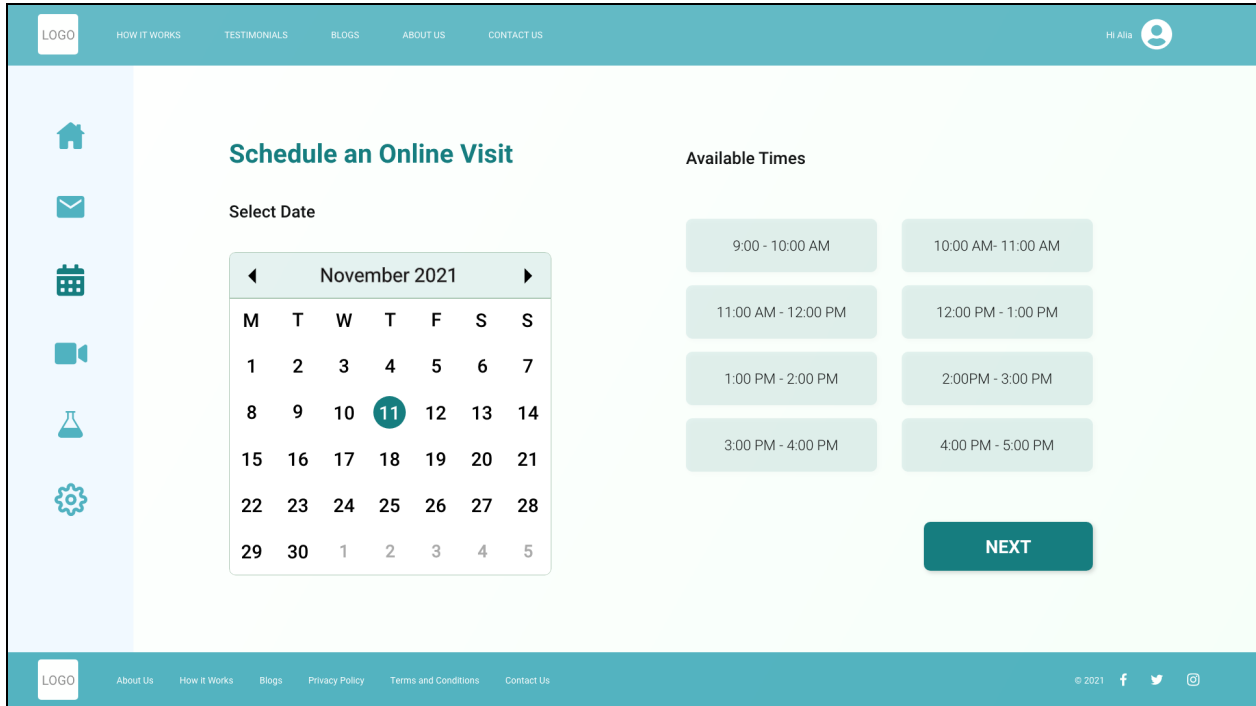 LOGO HOW IT WORKS TESTIMONIALS BLOGS ABOUT US CONTACT US Hi Alia
Schedule an Online Visit
Select Date
November 2021
M T W T F S S
1 2 3 4 5 6 7
8 9 10 11 12 13 14
15 16 17 18 19 20 21
22 23 24 25 26 27 28
29 30 1 2 3 4 5
Available Times
9:00 - 10:00 AM 10:00 AM- 11:00 AM
11:00 AM - 12:00 PM 12:00 PM - 1:00 PM
1:00 PM - 2:00 PM 2:00PM - 3:00 PM
3:00 PM - 4:00 PM 4:00 PM - 5:00 PM
NEXT
LOGO About Us How it Works Blogs Privacy Policy Terms and Conditions Contact Us © 2021